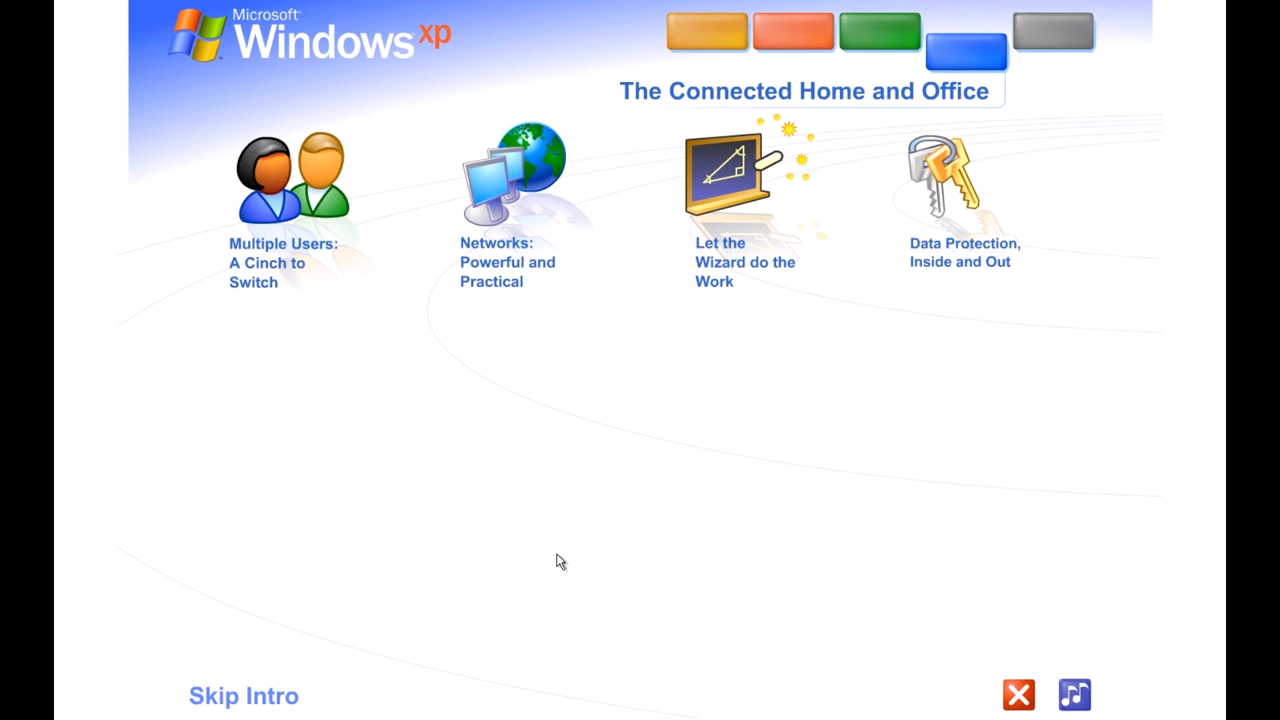 Microsoft
Windows xp
The Connected Home and Office
Multiple Users:
A Cinch to
Switch
Networks:
Powerful and
Practical
Let the
Wizard do the
Work
Data Protection,
Inside and Out
Skip Intro